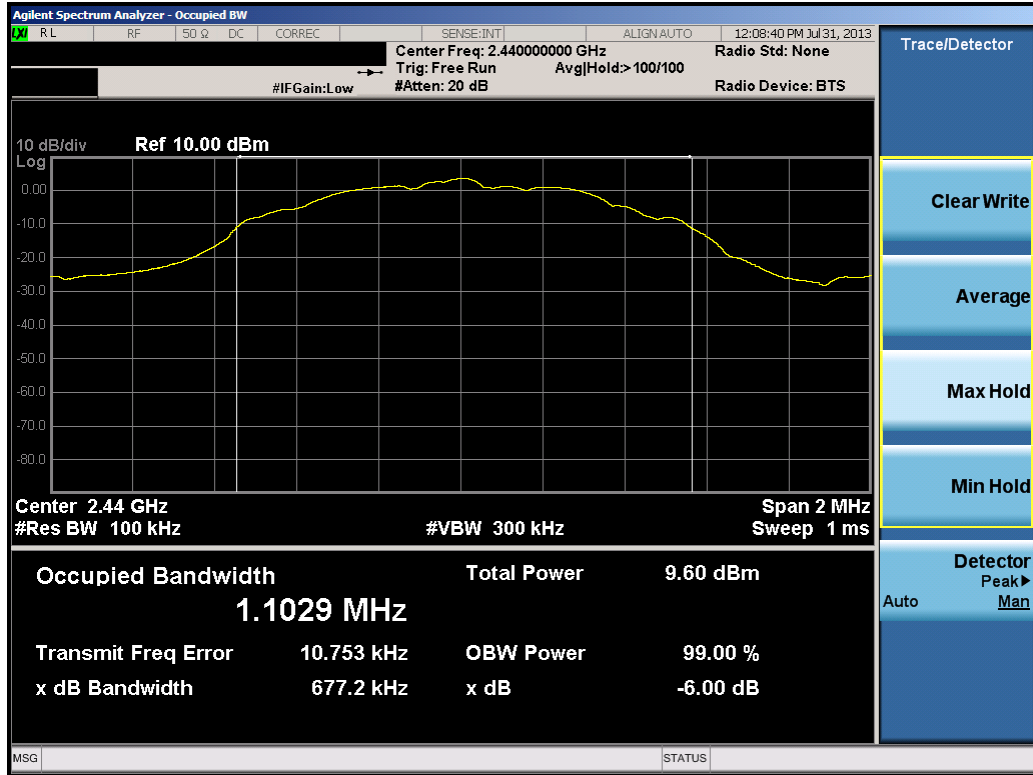 Agilent Spectrum Analyzer - Occupied BW
LXI RL RF 50 Ω DC CORREC SENSE:INT ALIGN AUTO 12:08:40 PM Jul 31, 2013
Center Freq: 2.440000000 GHz Radio Std: None
Trig: Free Run Avg|Hold:>100/100
#IFGain:Low #Atten: 20 dB Radio Device: BTS
Trace/Detector
10 dB/div Ref 10.00 dBm
Log
0.00
-10.0
-20.0
-30.0
-40.0
-50.0
-60.0
-70.0
-80.0
Center 2.44 GHz Span 2 MHz
#Res BW 100 kHz #VBW 300 kHz Sweep 1 ms
Occupied Bandwidth Total Power 9.60 dBm
1.1029 MHz
Transmit Freq Error 10.753 kHz OBW Power 99.00 %
x dB Bandwidth 677.2 kHz x dB -6.00 dB
Clear Write
Average
Max Hold
Min Hold
Detector
Peak▶
Auto Man
MSG STATUS